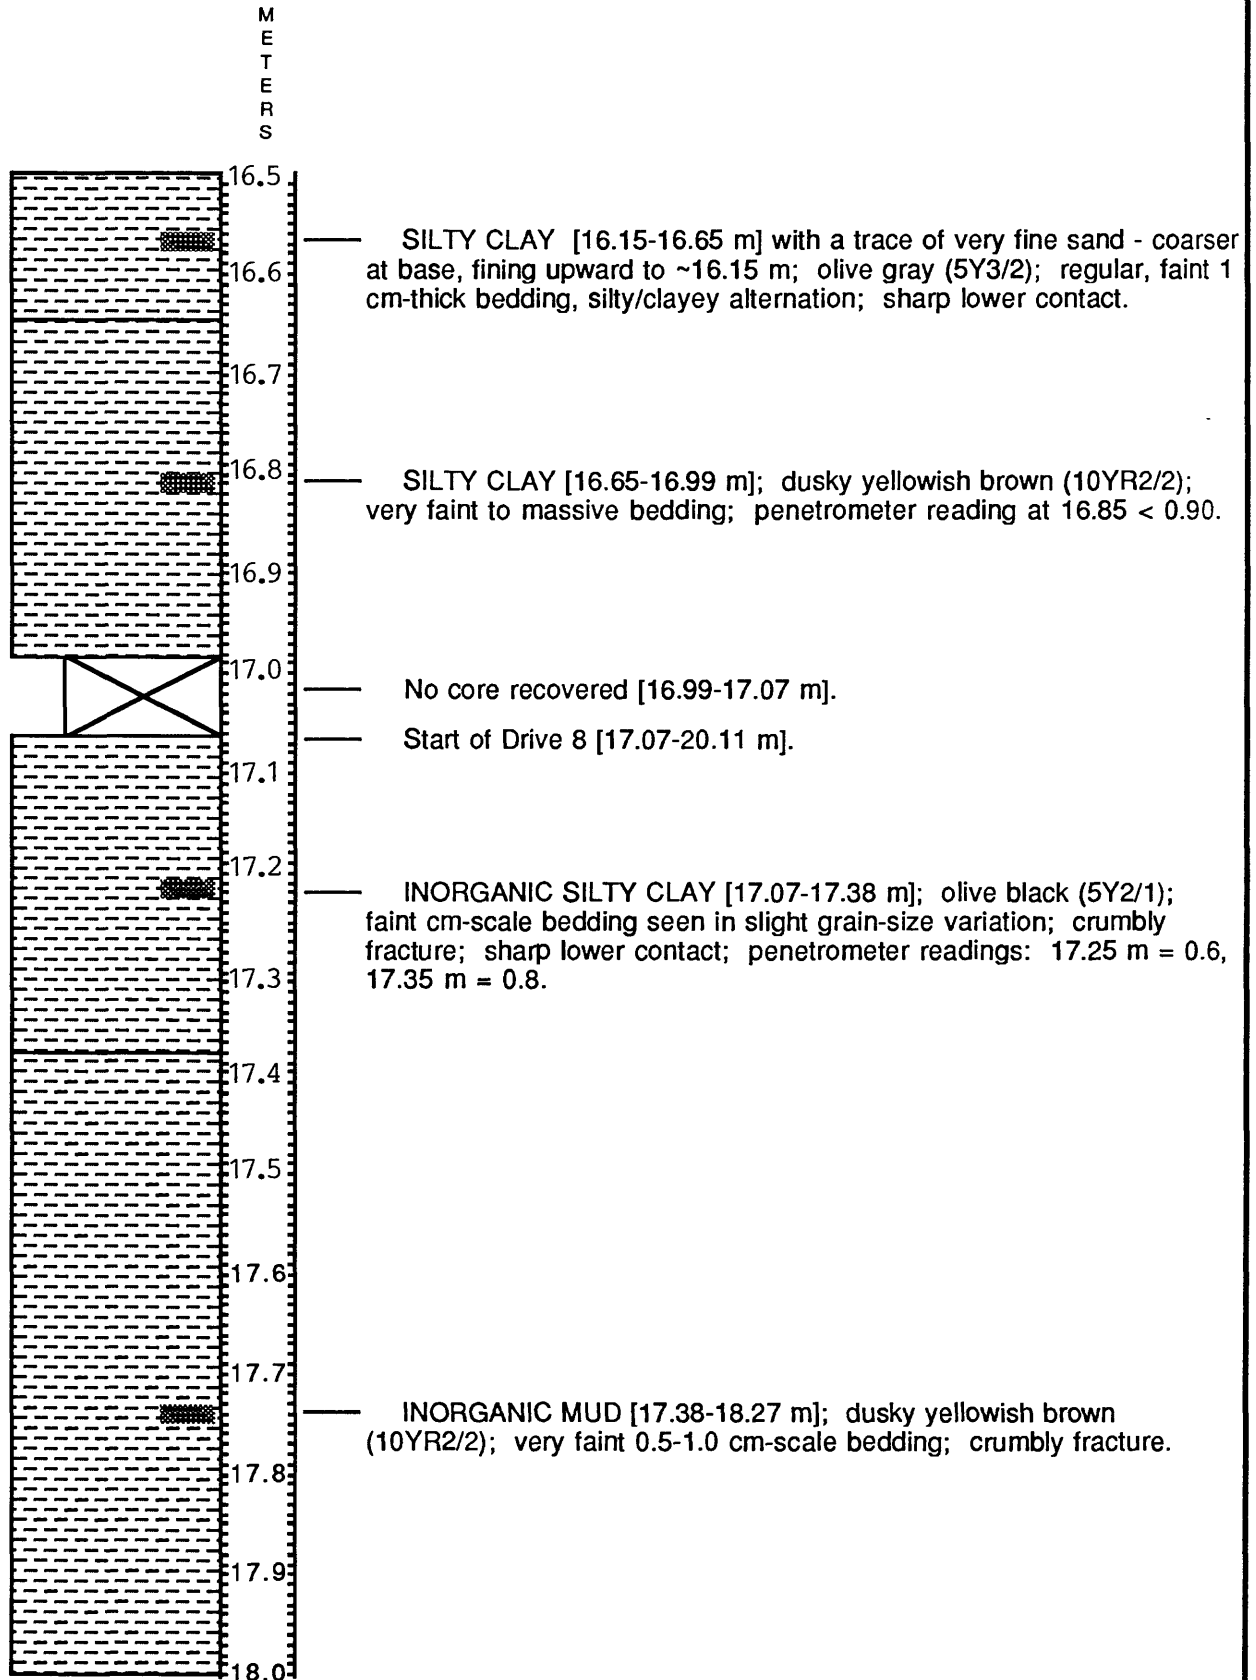 METERS
16.5
SILTY CLAY [16.15-16.65 m] with a trace of very fine sand - coarser
at base, fining upward to ~16.15 m; olive gray (5Y3/2); regular, faint 1
cm-thick bedding, silty/clayey alternation; sharp lower contact.
16.6
16.7
16.8
SILTY CLAY [16.65-16.99 m]; dusky yellowish brown (10YR2/2);
very faint to massive bedding; penetrometer reading at 16.85 < 0.90.
16.9
17.0
No core recovered [16.99-17.07 m].
Start of Drive 8 [17.07-20.11 m].
17.1
17.2
INORGANIC SILTY CLAY [17.07-17.38 m]; olive black (5Y2/1);
faint cm-scale bedding seen in slight grain-size variation; crumbly
fracture; sharp lower contact; penetrometer readings: 17.25 m = 0.6,
17.35 m = 0.8.
17.3
17.4
17.5
17.6
17.7
INORGANIC MUD [17.38-18.27 m]; dusky yellowish brown
(10YR2/2); very faint 0.5-1.0 cm-scale bedding; crumbly fracture.
17.8
17.9
18.0